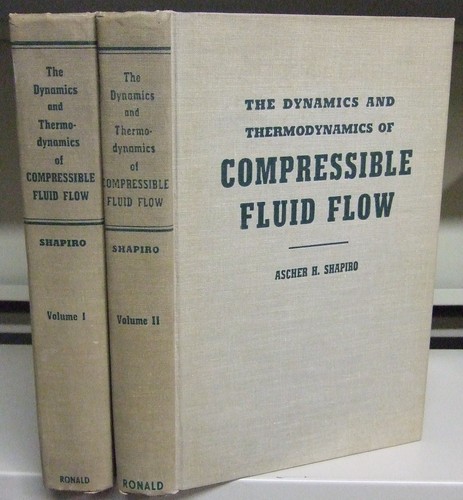 The
Dynamics
and
Thermo-
dynamics
of
COMPRESSIBLE
FLUID FLOW
SHAPIRO
Volume I
RONALD
The
Dynamics
and
Thermo-
dynamics
of
COMPRESSIBLE
FLUID FLOW
SHAPIRO
Volume II
RONALD
THE DYNAMICS AND
THERMODYNAMICS OF
COMPRESSIBLE
FLUID FLOW
ASCHER H. SHAPIRO